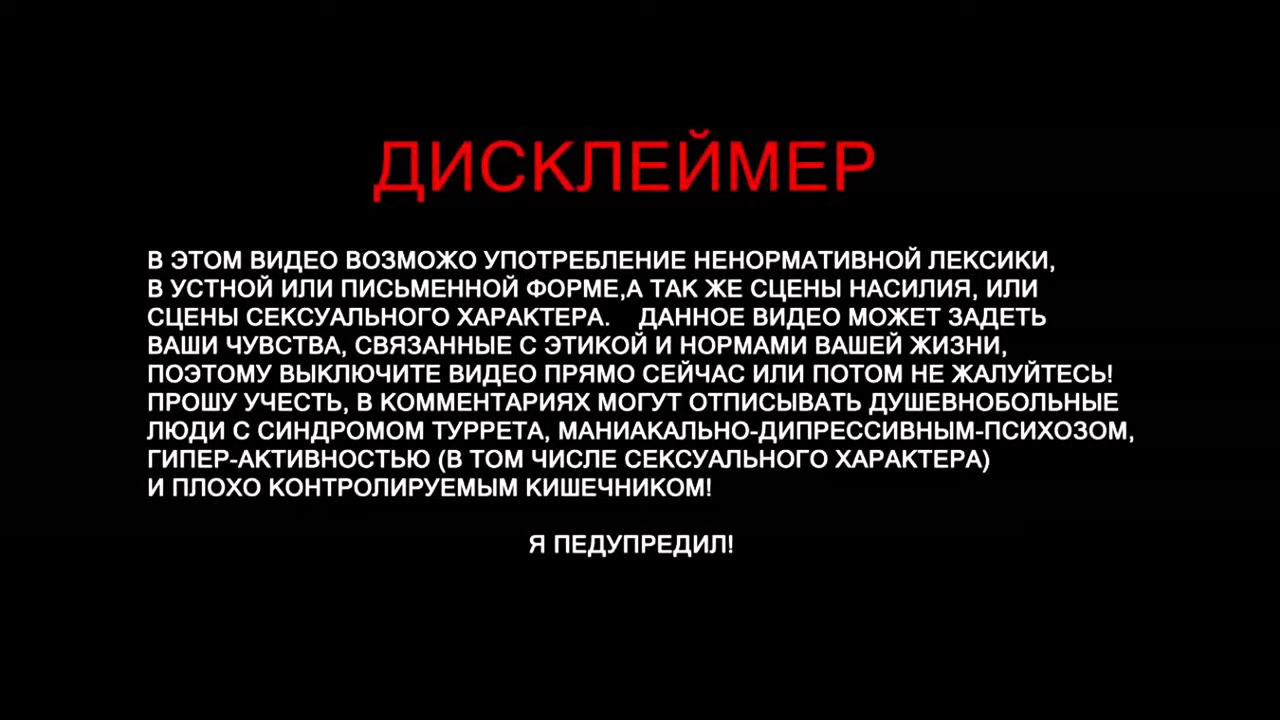 ДИСКЛЕЙМЕР
В ЭТОМ ВИДЕО ВОЗМОЖО УПОТРЕБЛЕНИЕ НЕНОРМАТИВНОЙ ЛЕКСИКИ,
В УСТНОЙ ИЛИ ПИСЬМЕННОЙ ФОРМЕ,А ТАК ЖЕ СЦЕНЫ НАСИЛИЯ, ИЛИ
СЦЕНЫ СЕКСУАЛЬНОГО ХАРАКТЕРА. ДАННОЕ ВИДЕО МОЖЕТ ЗАДЕТЬ
ВАШИ ЧУВСТВА, СВЯЗАННЫЕ С ЭТИКОЙ И НОРМАМИ ВАШЕЙ ЖИЗНИ,
ПОЭТОМУ ВЫКЛЮЧИТЕ ВИДЕО ПРЯМО СЕЙЧАС ИЛИ ПОТОМ НЕ ЖАЛУЙТЕСЬ!
ПРОШУ УЧЕСТЬ, В КОММЕНТАРИЯХ МОГУТ ОТПИСЫВАТЬ ДУШЕВНОБОЛЬНЫЕ
ЛЮДИ С СИНДРОМОМ ТУРРЕТА, МАНИАКАЛЬНО-ДИПРЕССИВНЫМ-ПСИХОЗОМ,
ГИПЕР-АКТИВНОСТЬЮ (В ТОМ ЧИСЛЕ СЕКСУАЛЬНОГО ХАРАКТЕРА)
И ПЛОХО КОНТРОЛИРУЕМЫМ КИШЕЧНИКОМ!
Я ПЕДУПРЕДИЛ!